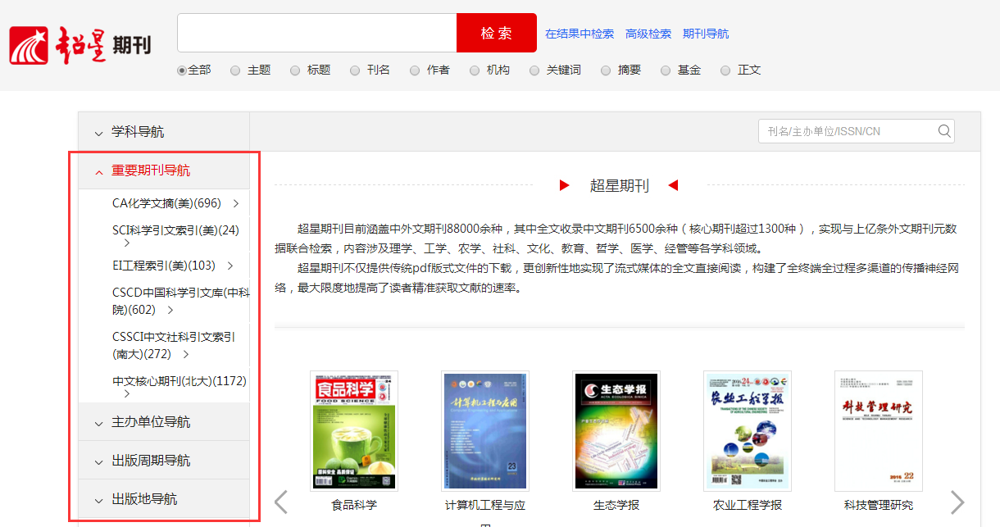 超星 期刊
检 索
在结果中检索 高级检索 期刊导航
全部 主题 标题 刊名 作者 机构 关键词 摘要 基金 正文
学科导航
刊名/主办单位/ISSN/CN
重要期刊导航
CA化学文摘(美)(696)
SCI科学引文索引(美)(24)
EI工程索引(美)(103)
CSCD中国科学引文库(中科
院)(602)
CSSCI中文社科引文索引
(南大)(272)
中文核心期刊(北大)(1172)
主办单位导航
出版周期导航
出版地导航
超星期刊
超星期刊目前涵盖中外文期刊88000余种，其中全文收录中文期刊6500余种（核心期刊超过1300种），实现与上亿条外文期刊元数
据联合检索，内容涉及理学、工学、农学、社科、文化、教育、哲学、医学、经管等各学科领域。
超星期刊不仅提供传统pdf版式文件的下载，更创新性地实现了流式媒体的全文直接阅读，构建了全终端全过程多渠道的传播神经网
络，最大限度地提高了读者精准获取文献的速率。
食品科学
FOOD SCIENCE
计算机工程与应用
23
生态学报
ACTA ECOLOGICA SINICA
农业工程学报
科技管理研究
2016 22
食品科学
计算机工程与应
生态学报
农业工程学报
科技管理研究